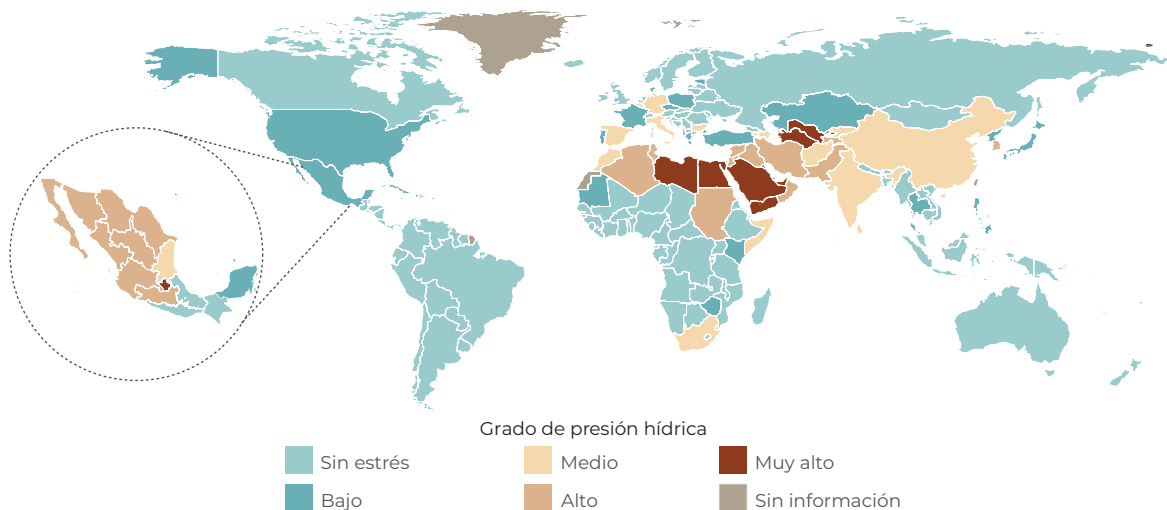 Grado de presión hídrica
Sin estrés
Medio
Muy alto
Bajo
Alto
Sin información